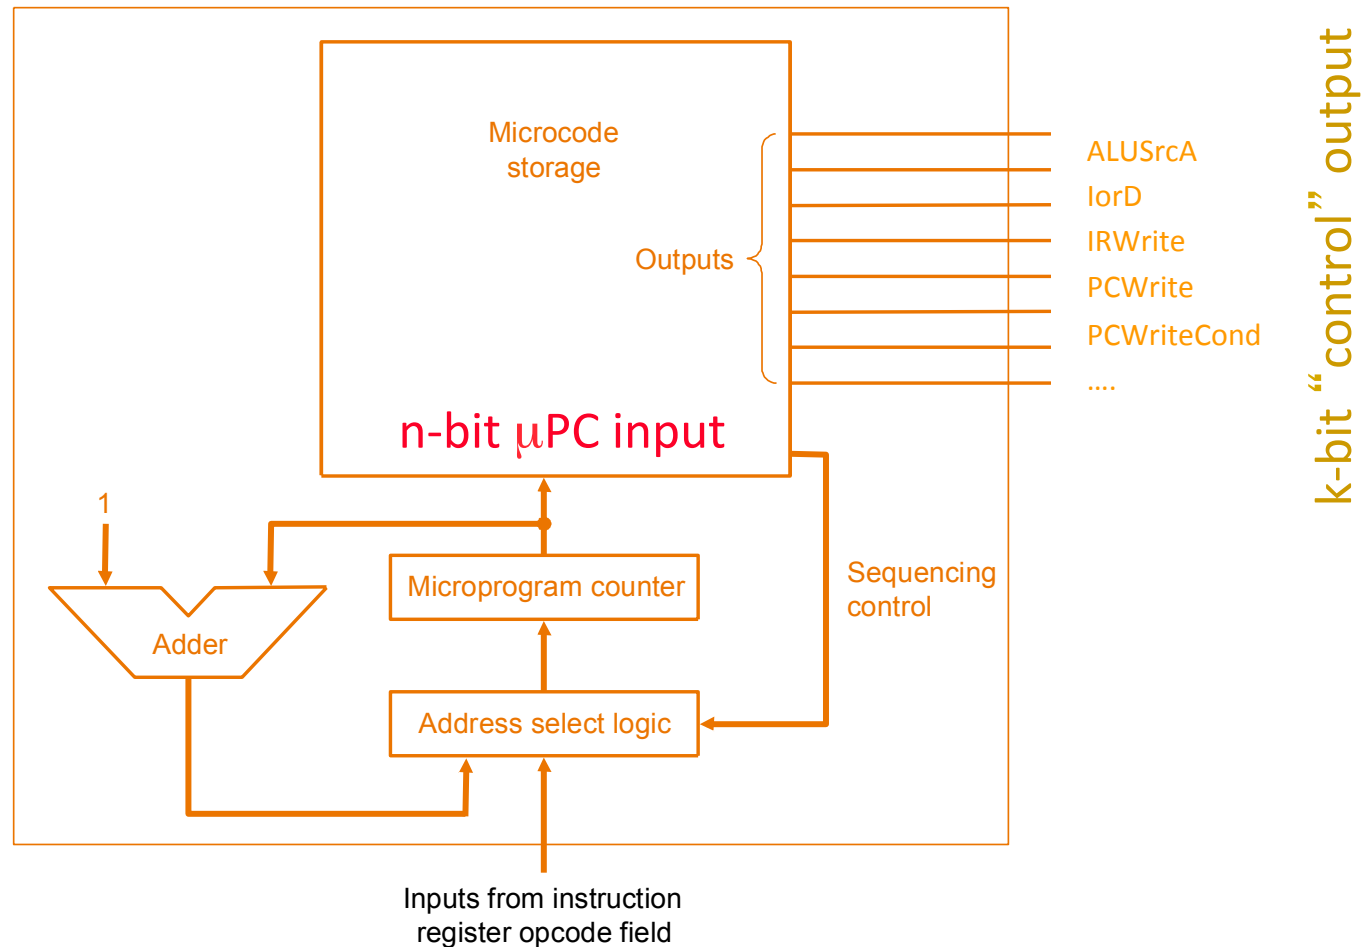 Microcode
storage
Outputs
ALUSrcA
IorD
IRWrite
PCWrite
PCWriteCond
....
k-bit “control” output
n-bit μPC input
1
Microprogram counter
Sequencing
control
Adder
Address select logic
Inputs from instruction
register opcode field